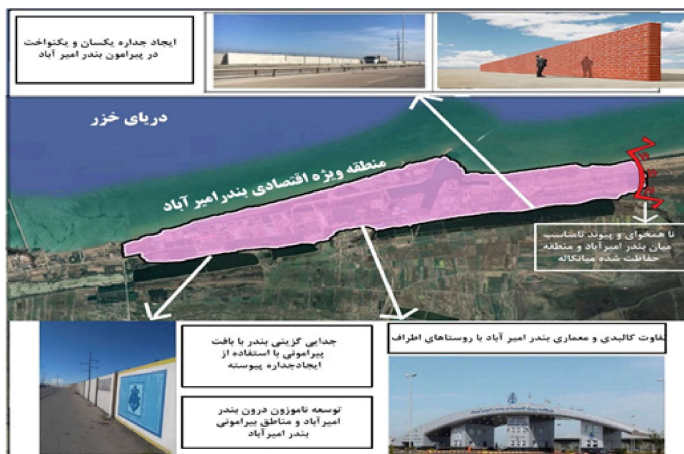 ایجاد جداره یکسان و یکنواخت
در پیرامون بندر امیر آباد
دریای خزر
منطقه ویژه اقتصادی بندر امیر آباد
نا همخوای و پیوند نامناسب
میان بندر امیرآباد و منطقه
حفاظت شده میانکاله
جدایی گزینی بندر با بافت
پیرامونی با استفاده از
ایجادجداره پیوسته
تفاوت کالبدی و معماری بندر امیر آباد با روستاهای اطراف
توسعه ناموزون درون بندر
امیرآباد و مناطق پیرامونی
بندر امیرآباد